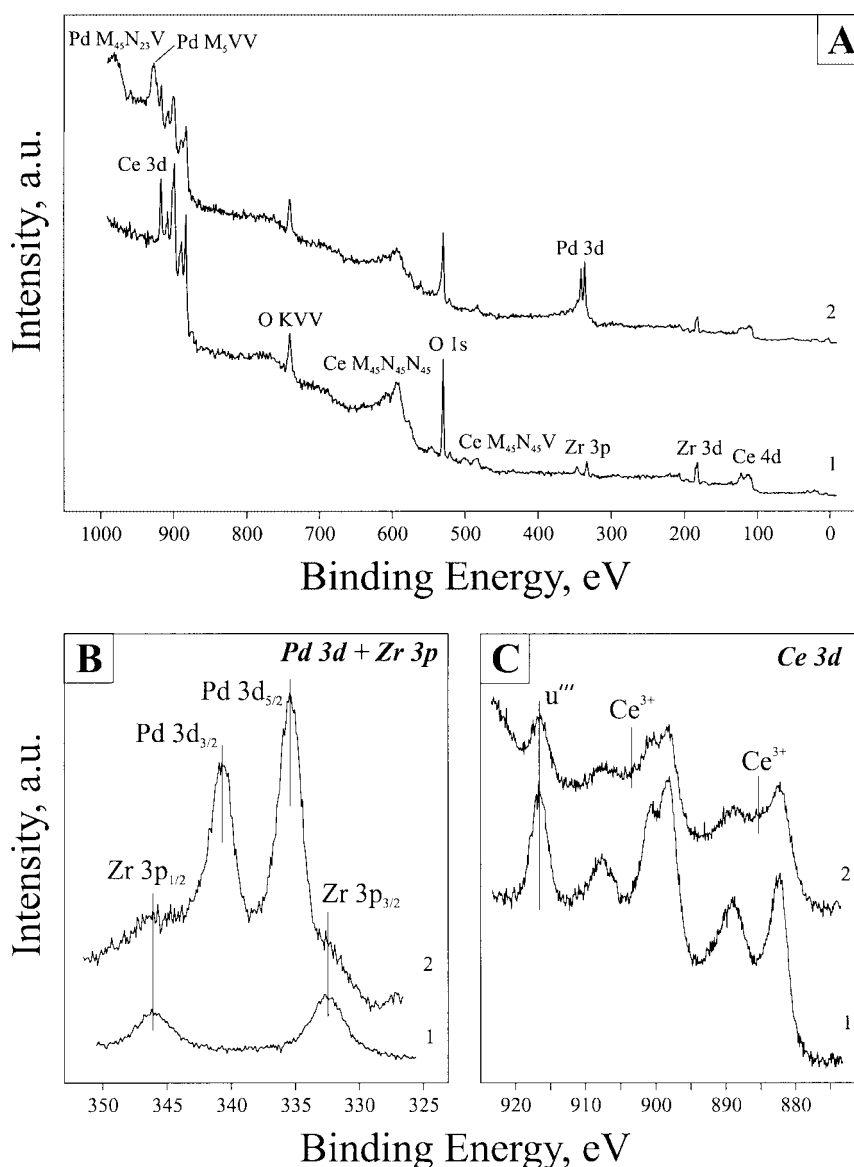 Pd M₄₅N₂₃V Pd M₅VV A
Ce 3d
Pd 3d
2
O KVV
Ce M₄₅N₄₅N₄₅ O 1s
Ce M₄₅N₄₅V Zr 3p Zr 3d Ce 4d 1
Intensity, a.u.
1000 900 800 700 600 500 400 300 200 100 0
Binding Energy, eV
B Pd 3d + Zr 3p
Pd 3d₅/₂
Pd 3d₃/₂
Zr 3p₁/₂
Zr 3p₃/₂
2
1
Intensity, a.u.
350 345 340 335 330 325
Binding Energy, eV
C Ce 3d
u‴ Ce³⁺
Ce³⁺
2
1
920 910 900 890 880
Binding Energy, eV